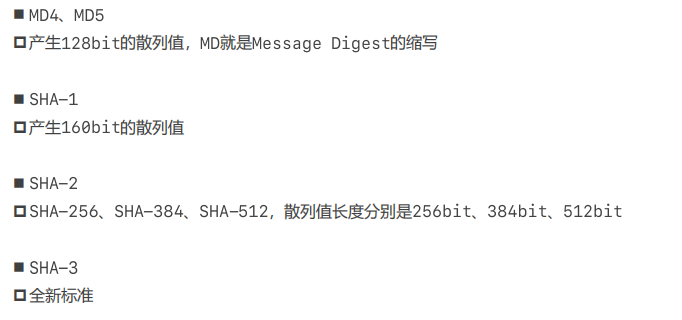 ■ MD4、MD5
□ 产生128bit的散列值，MD就是Message Digest的缩写
■ SHA-1
□ 产生160bit的散列值
■ SHA-2
□ SHA-256、SHA-384、SHA-512，散列值长度分别是256bit、384bit、512bit
■ SHA-3
□ 全新标准